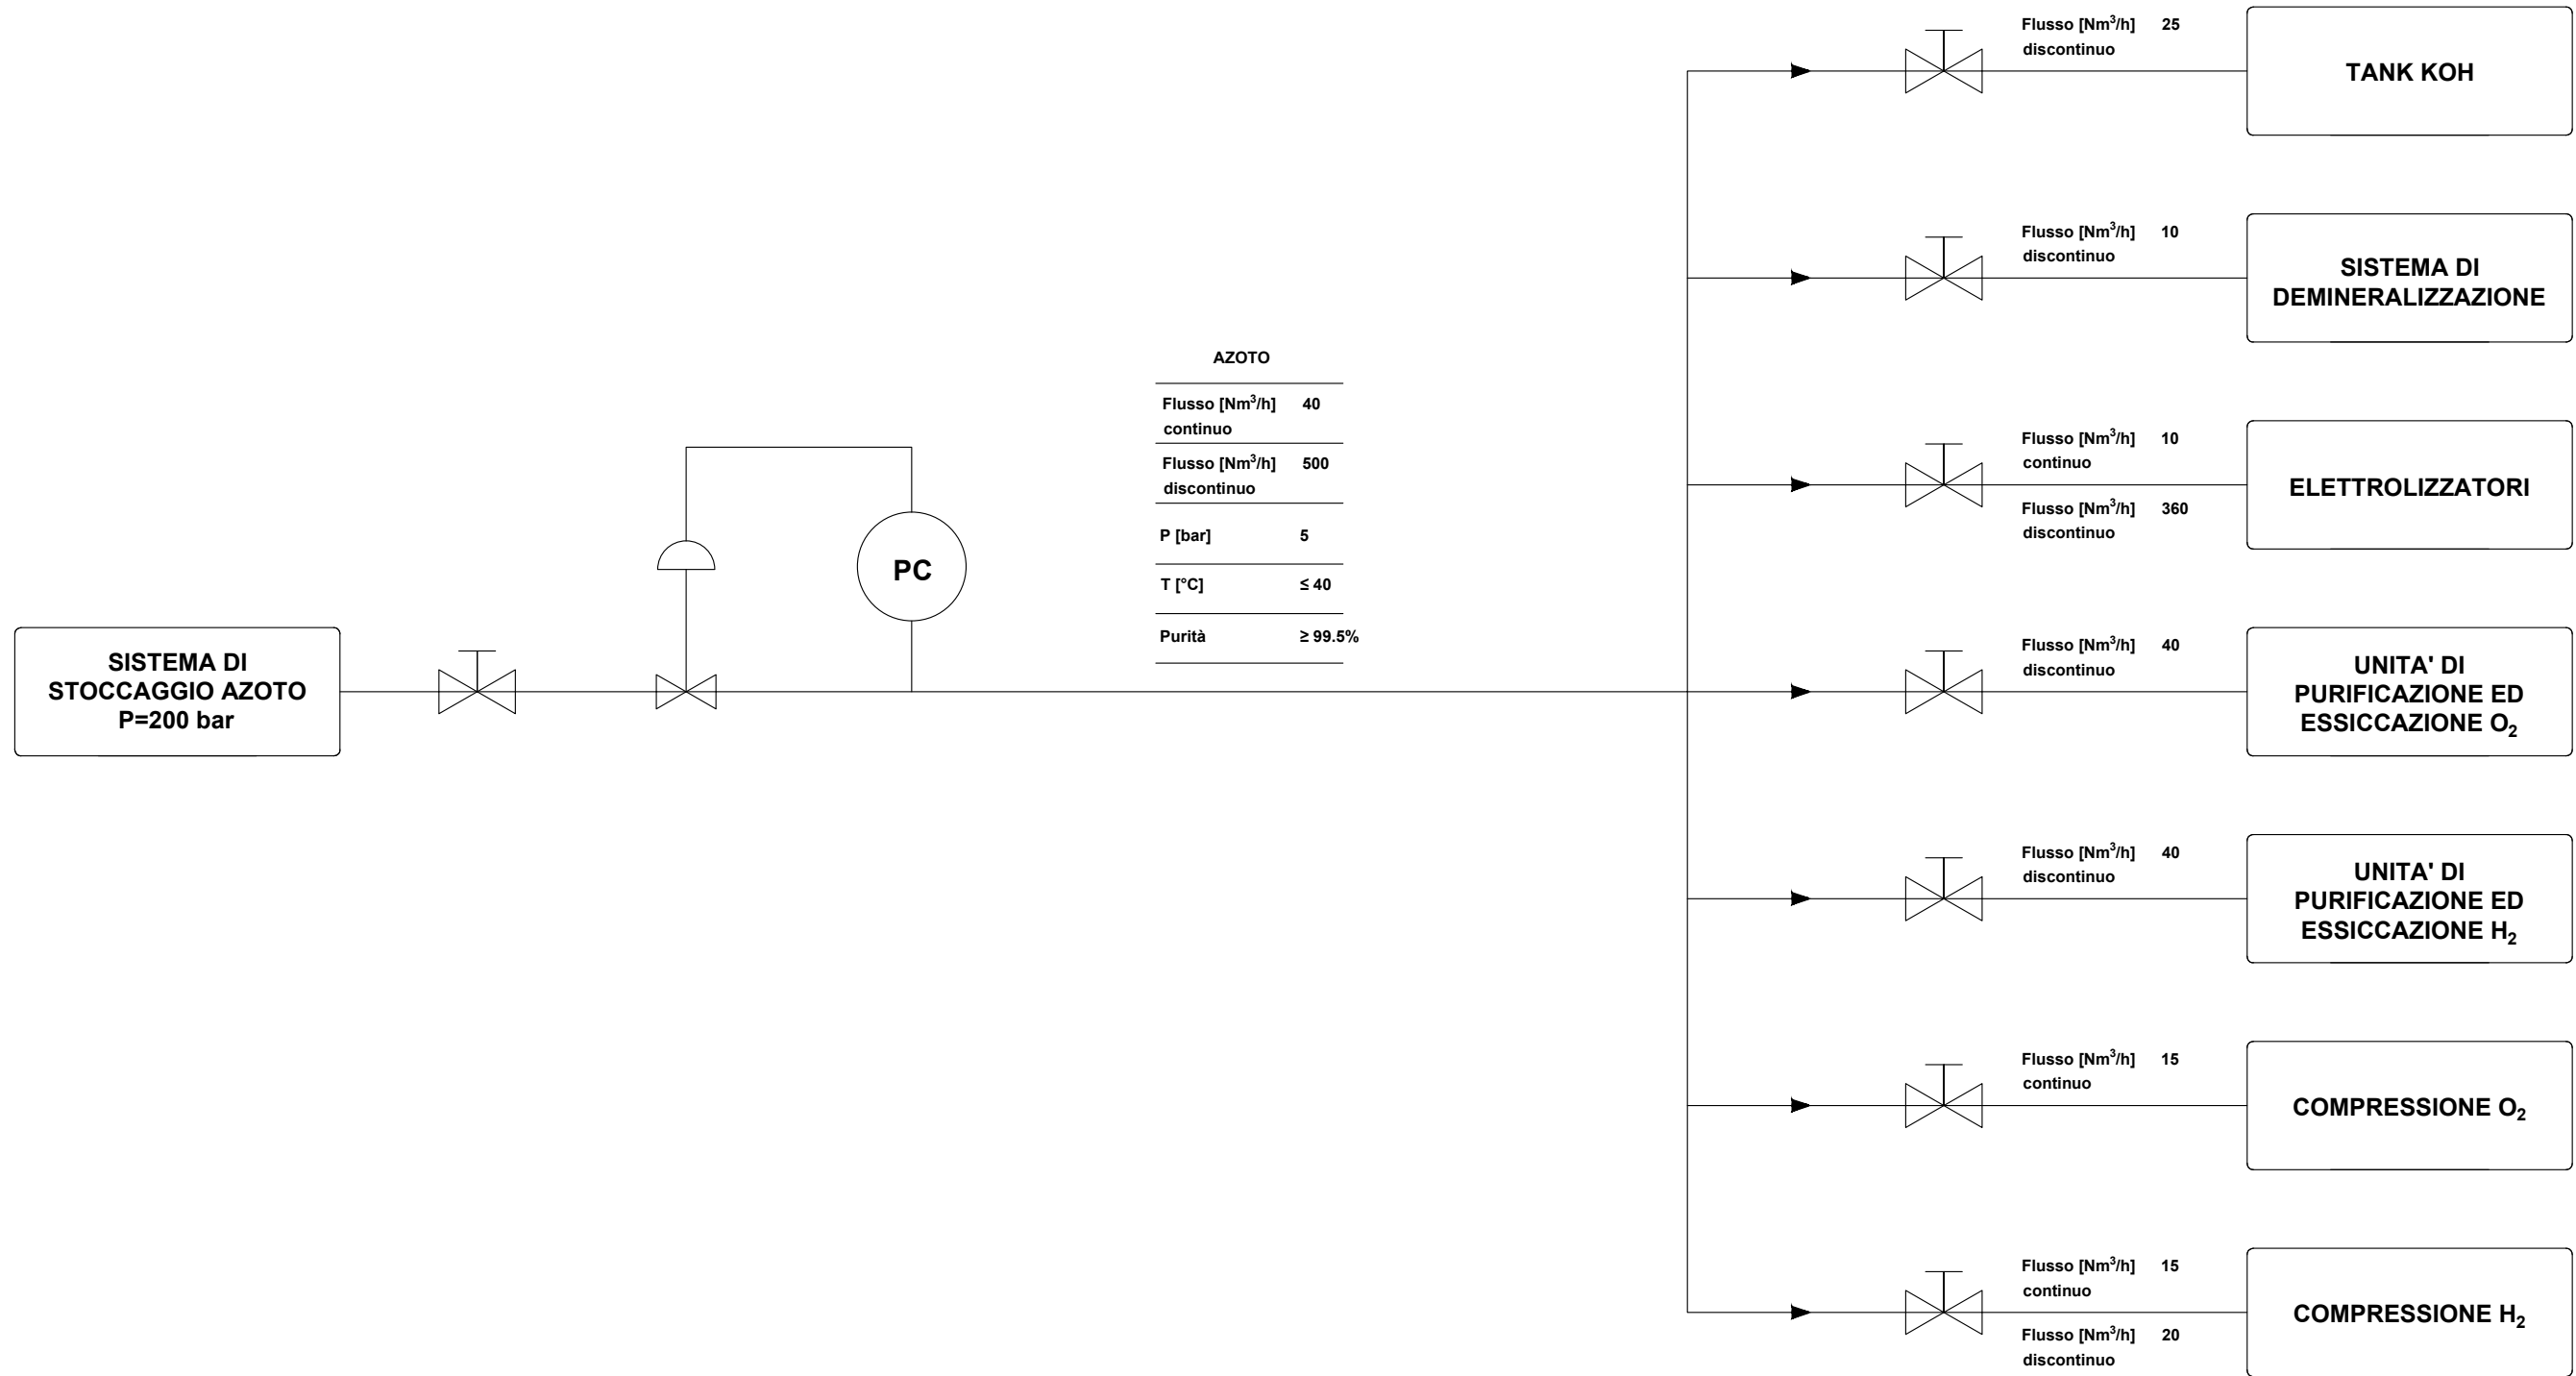 SISTEMA DI
STOCCAGGIO AZOTO
P=200 bar
PC
AZOTO
Flusso [Nm³/h] 40
continuo
Flusso [Nm³/h] 500
discontinuo
P [bar] 5
T [°C] ≤ 40
Purità ≥ 99.5%
Flusso [Nm³/h] 25
discontinuo
TANK KOH
Flusso [Nm³/h] 10
discontinuo
SISTEMA DI
DEMINERALIZZAZIONE
Flusso [Nm³/h] 10
continuo
Flusso [Nm³/h] 360
discontinuo
ELETTROLIZZATORI
Flusso [Nm³/h] 40
discontinuo
UNITA' DI
PURIFICAZIONE ED
ESSICCAZIONE O₂
Flusso [Nm³/h] 40
discontinuo
UNITA' DI
PURIFICAZIONE ED
ESSICCAZIONE H₂
Flusso [Nm³/h] 15
continuo
COMPRESSIONE O₂
Flusso [Nm³/h] 15
continuo
Flusso [Nm³/h] 20
discontinuo
COMPRESSIONE H₂